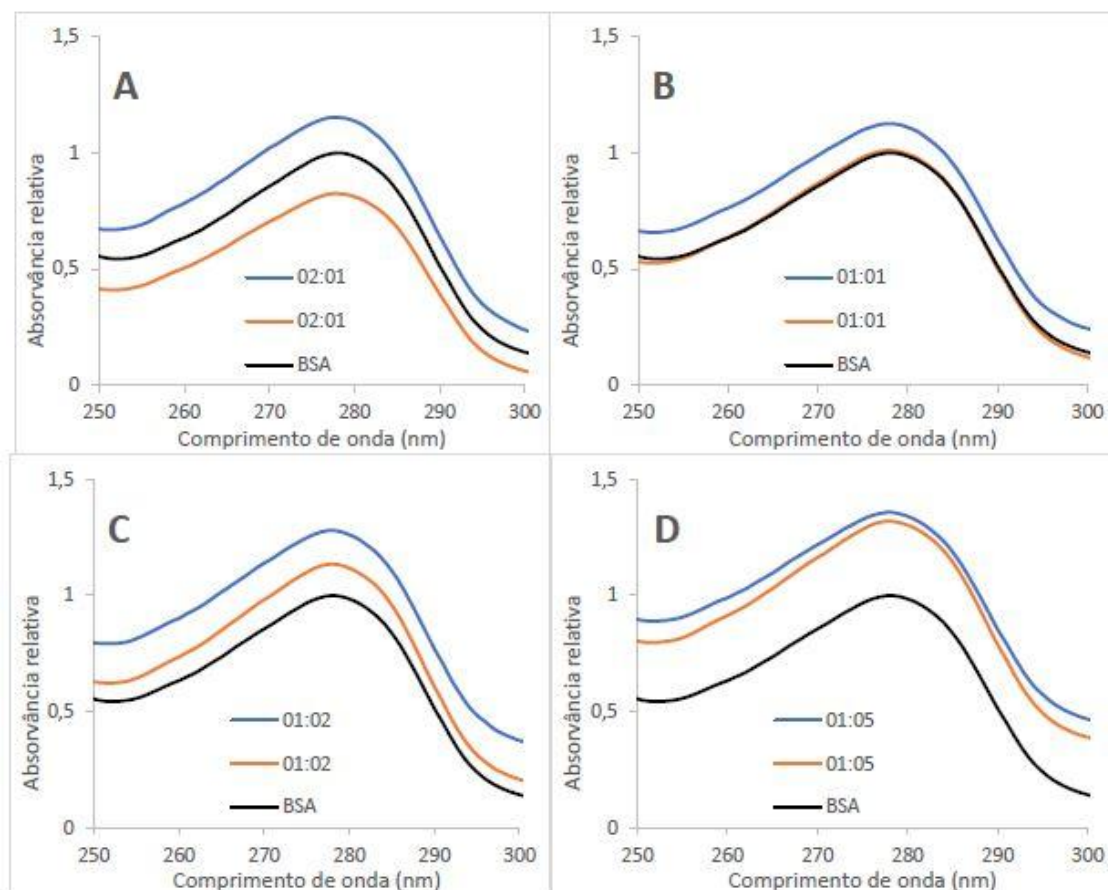 A
Absorvância relativa
1,5
1
0,5
0
02:01
02:01
BSA
250 260 270 280 290 300
Comprimento de onda (nm)
B
Absorvância relativa
1,5
1
0,5
0
01:01
01:01
BSA
250 260 270 280 290 300
Comprimento de onda (nm)
C
Absorvância relativa
1,5
1
0,5
0
01:02
01:02
BSA
250 260 270 280 290 300
Comprimento de onda (nm)
D
Absorvância relativa
1,5
1
0,5
0
01:05
01:05
BSA
250 260 270 280 290 300
Comprimento de onda (nm)